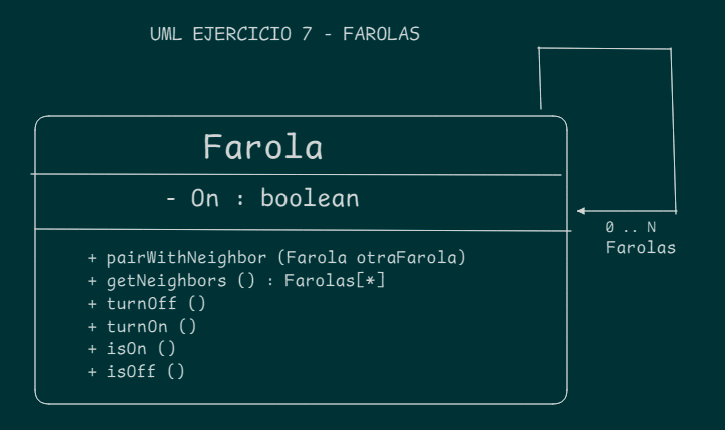 UML EJERCICIO 7 - FAROLAS
Farola
- On : boolean
0 .. N
Farolas
+ pairWithNeighbor (Farola otraFarola)
+ getNeighbors () : Farolas[*]
+ turnOff ()
+ turnOn ()
+ isOn ()
+ isOff ()